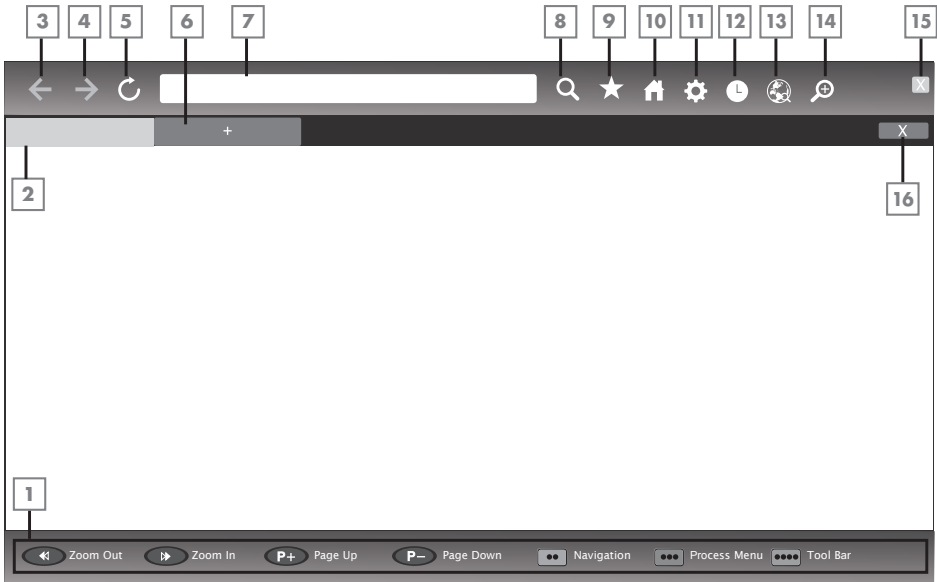 3 4 5 6 7 8 9 10 11 12 13 14 15
X
+ X
2 16
1
Zoom Out Zoom In P+ Page Up P− Page Down Navigation Process Menu Tool Bar